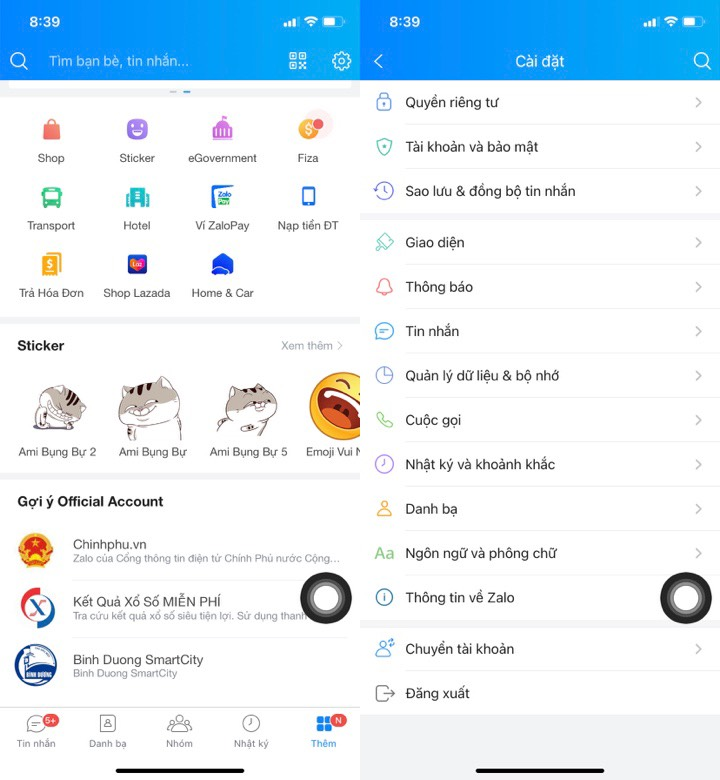 8:39
Tìm bạn bè, tin nhắn...
Shop
Sticker
eGovernment
Fiza
Transport
Hotel
Zalo
Pay
Ví ZaloPay
Nạp tiền ĐT
Trả Hóa Đơn
Shop Lazada
Home & Car
Sticker
Xem thêm
Ami Bụng Bự 2
Ami Bụng Bự
Ami Bụng Bự 5
Emoji Vui
Gợi ý Official Account
Chinhphu.vn
Zalo của Cổng thông tin điện tử Chính Phủ nước Cộng...
Kết Quả Xổ Số MIỄN PHÍ
Tra cứu kết quả xổ số siêu tiện lợi. Sử dụng thanh
BÌNH DƯƠNG
Binh Duong SmartCity
Binh Duong SmartCity
5+
N
Tin nhắn
Danh bạ
Nhóm
Nhật ký
Thêm
8:39
Cài đặt
Quyền riêng tư
Tài khoản và bảo mật
Sao lưu & đồng bộ tin nhắn
Giao diện
Thông báo
Tin nhắn
Quản lý dữ liệu & bộ nhớ
Cuộc gọi
Nhật ký và khoảnh khắc
Danh bạ
Aa Ngôn ngữ và phông chữ
Thông tin về Zalo
Chuyển tài khoản
Đăng xuất